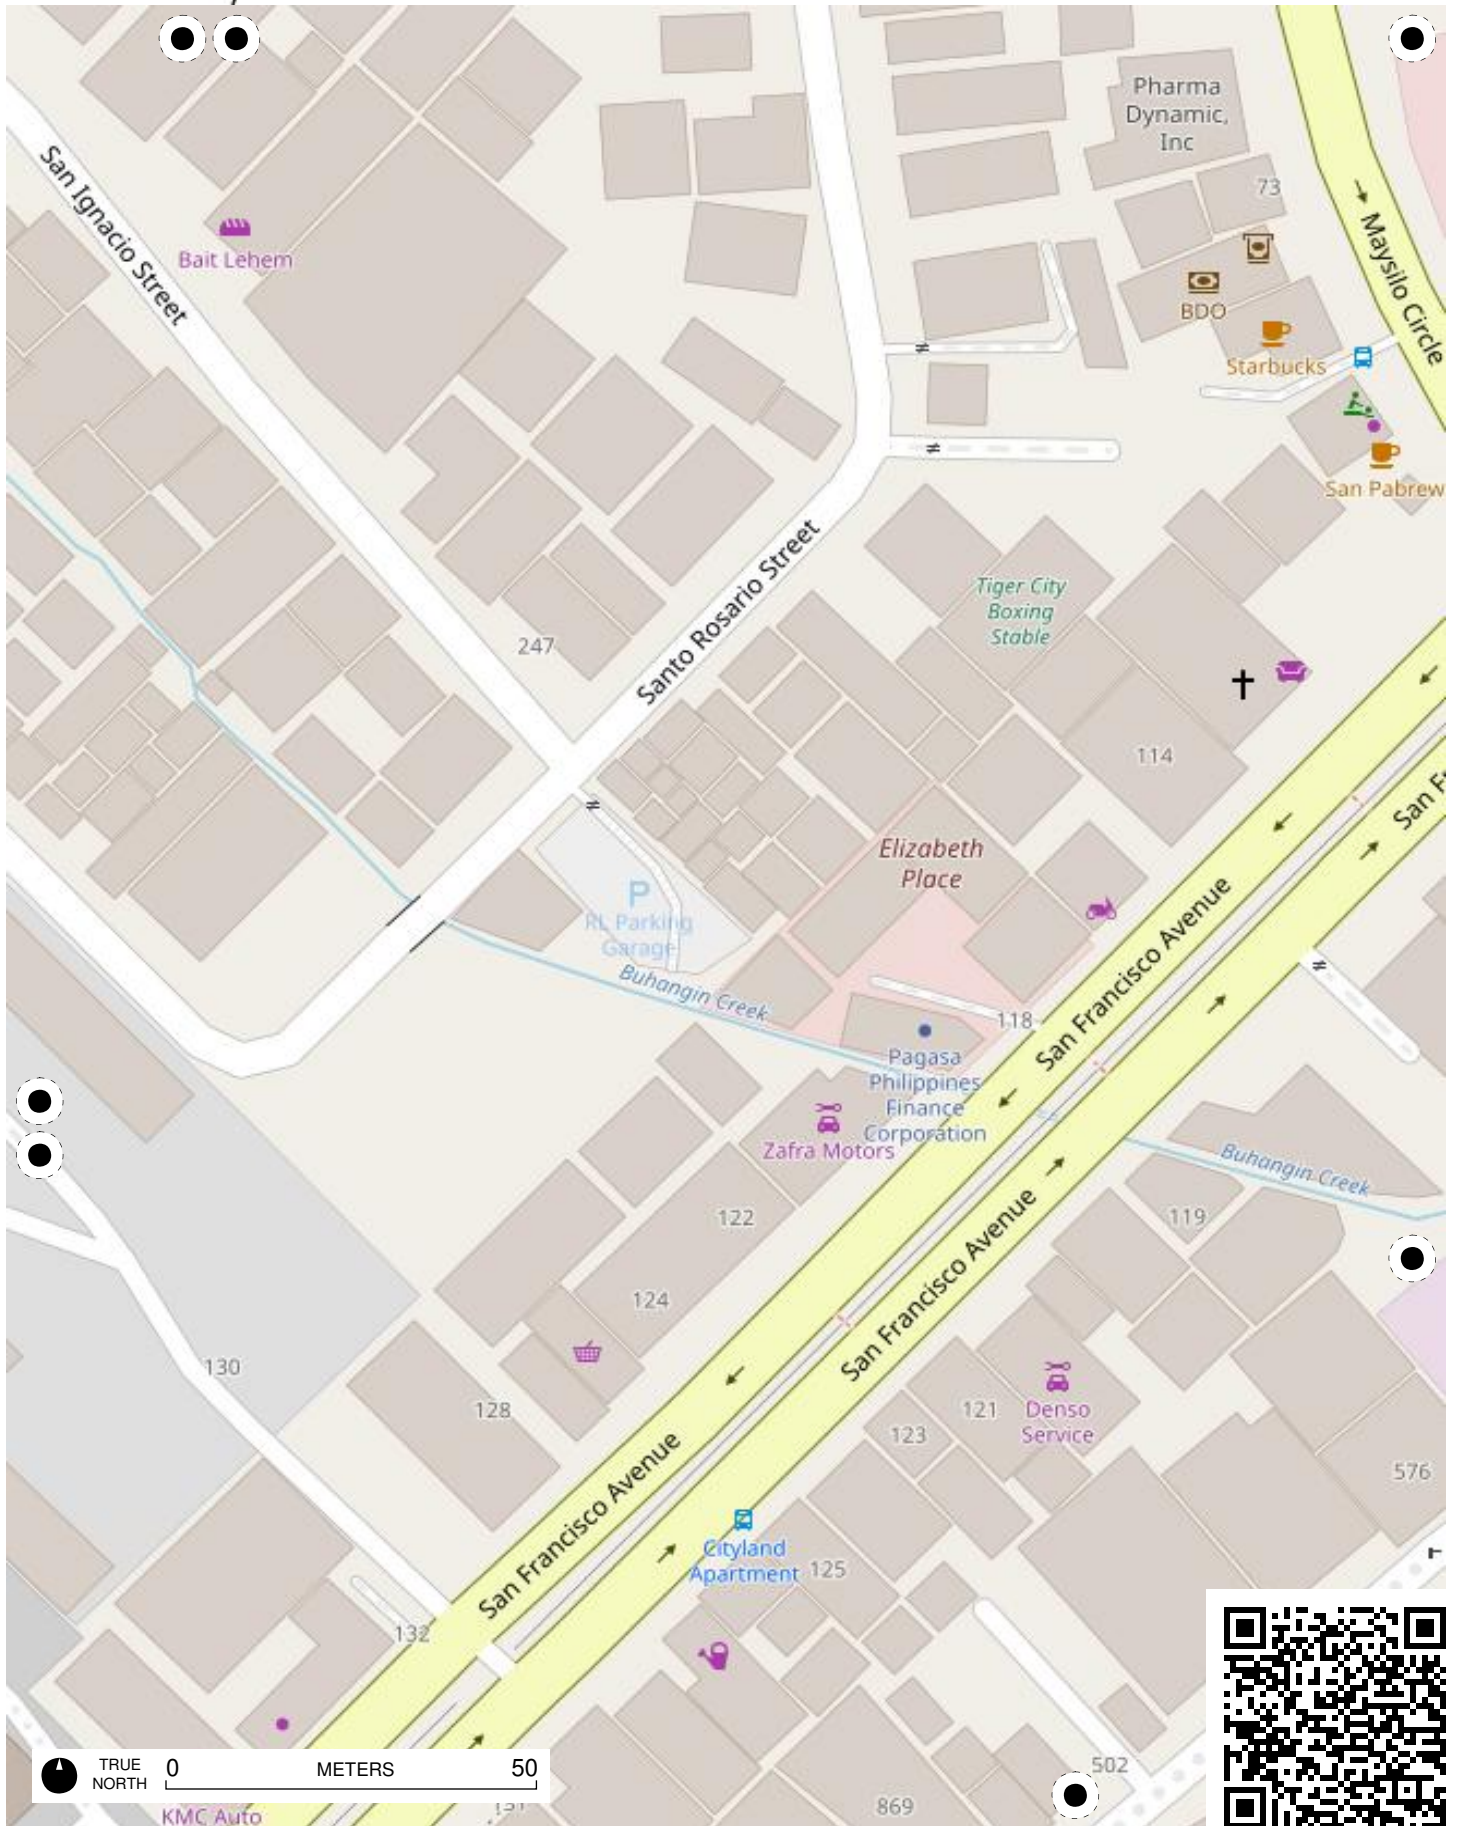 Pharma
Dynamic,
Inc
73
San Ignacio Street
Bait Lehem
Maysilo Circle
BDO
Starbucks
San Pabrew
Santo Rosario Street
Tiger City
Boxing
Stable
247
114
San F
Elizabeth
Place
P
RL Parking
Garage
San Francisco Avenue
Buhangin Creek
118
Pagasa
Philippines
Finance
Corporation
Zafra Motors
Buhangin Creek
122
119
San Francisco Avenue
124
130
128
121
Denso
Service
123
576
San Francisco Avenue
Cityland
Apartment
125
132
TRUE
NORTH
0
METERS
50
502
KMC Auto
869